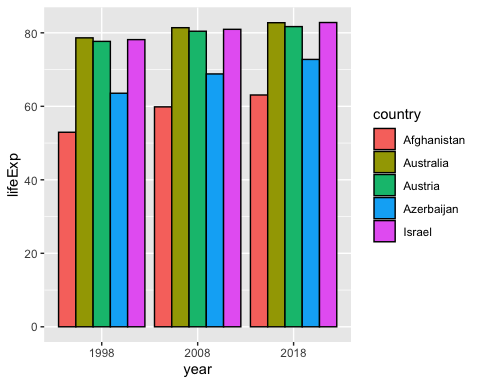 80
60
40
20
0
lifeExp
1998
2008
2018
year
country
Afghanistan
Australia
Austria
Azerbaijan
Israel